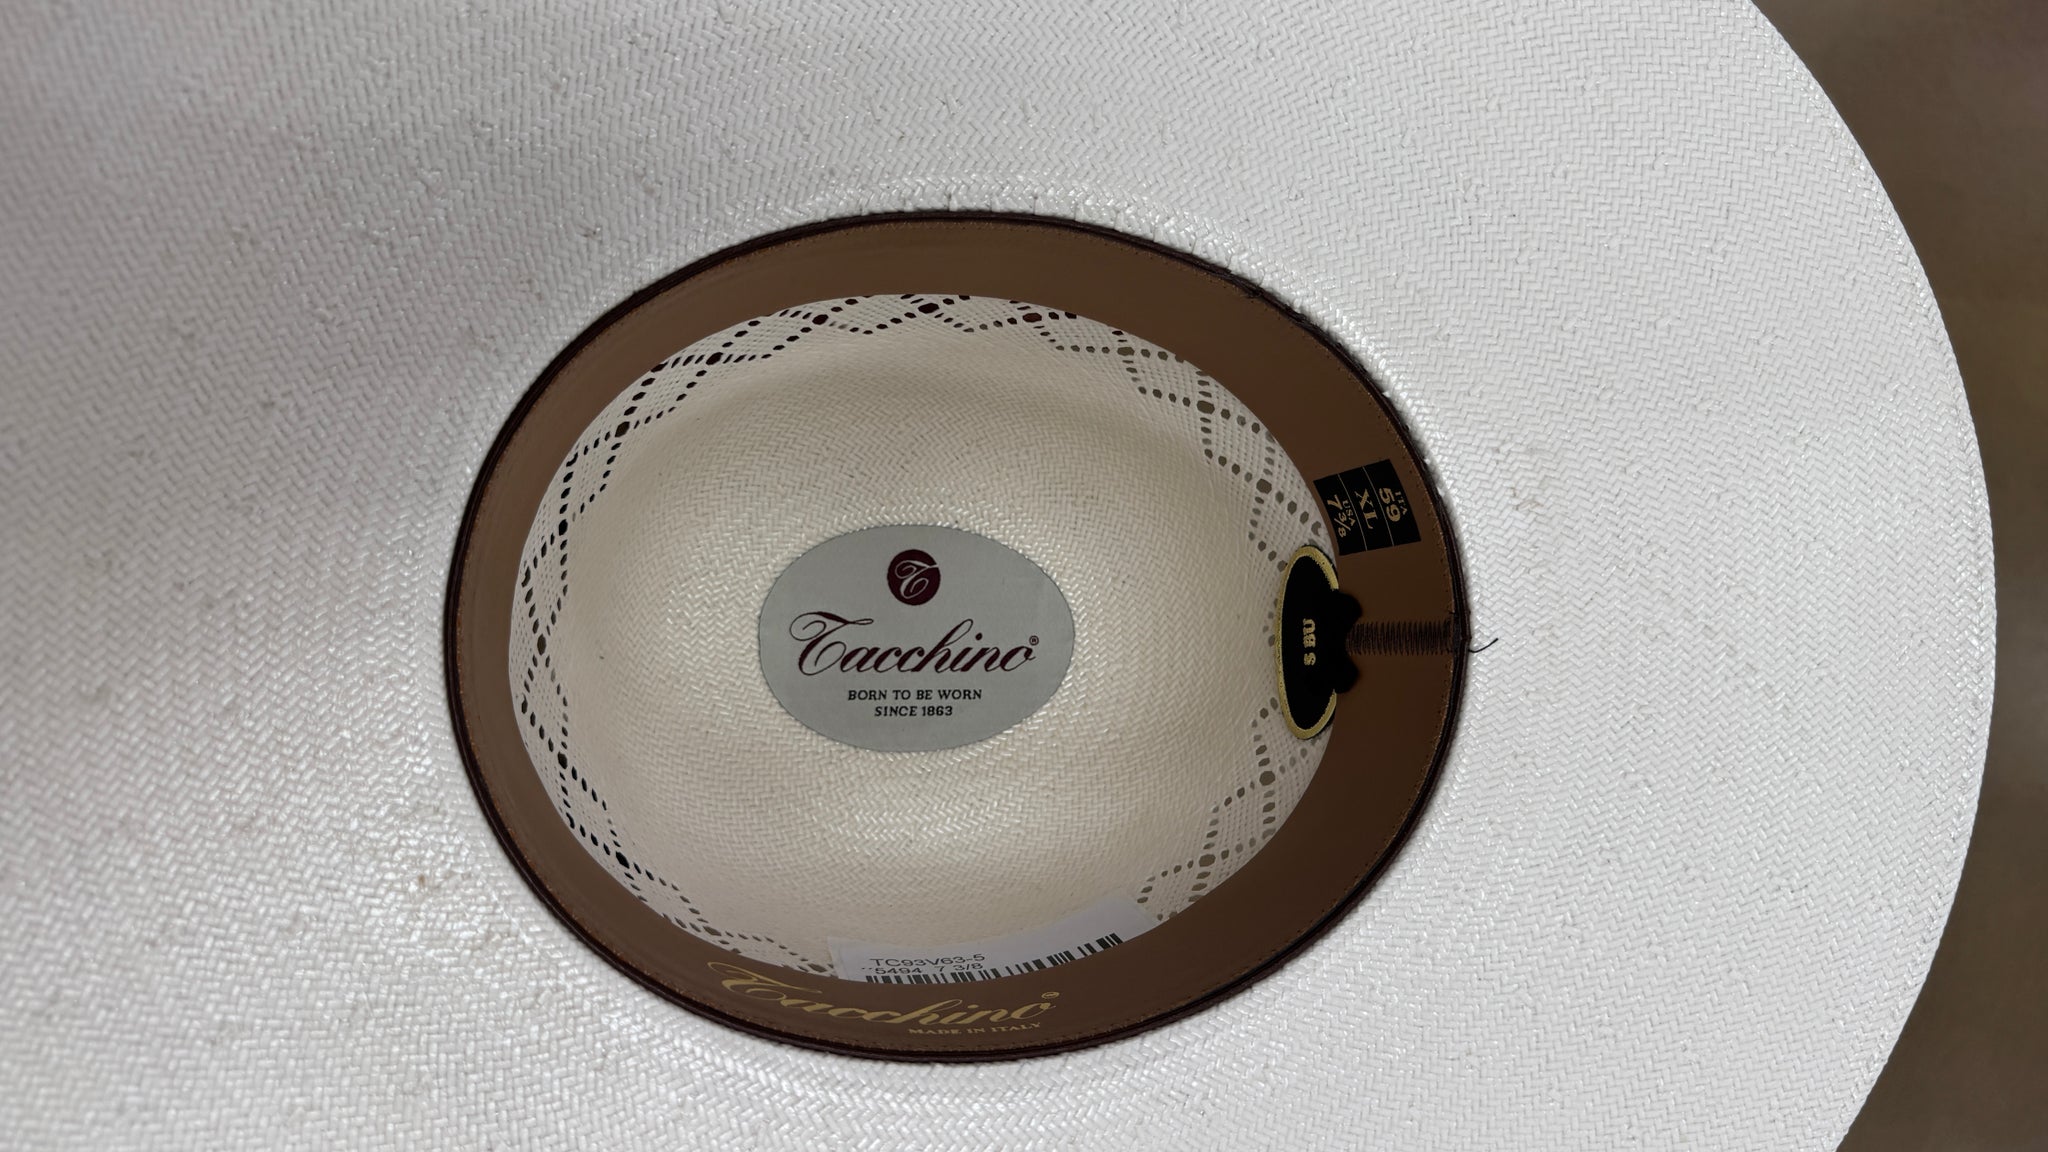 T
Tacchino®
BORN TO BE WORN
SINCE 1863
ITA
59
XL
USA
7 3/8
S BU
TC93V63-5
5494 7 3/8
Tacchino®
MADE IN ITALY